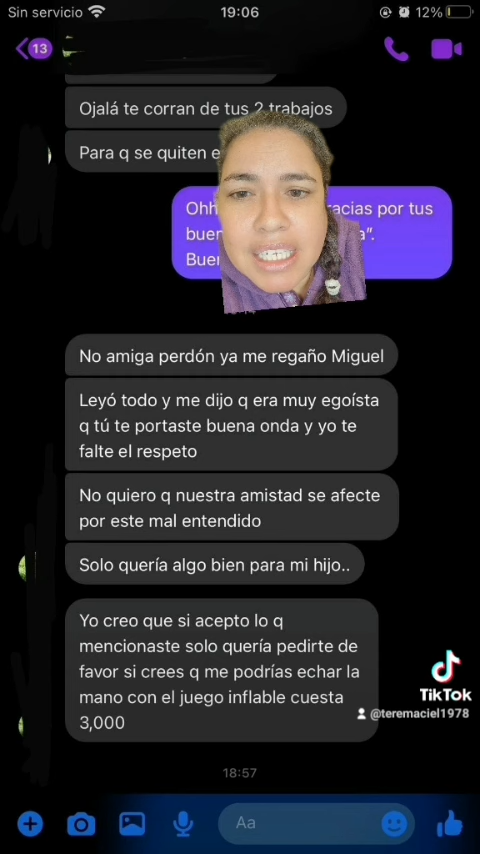 Sin servicio
19:06
12%
13
Ojalá te corran de tus 2 trabajos
Para q se quiten
racias por tus
a”.
No amiga perdón ya me regaño Miguel
Leyó todo y me dijo q era muy egoísta
q tú te portaste buena onda y yo te
falte el respeto
No quiero q nuestra amistad se afecte
por este mal entendido
Solo quería algo bien para mi hijo..
Yo creo que si acepto lo q
mencionaste solo quería pedirte de
favor si crees q me podrías echar la
mano con el juego inflable cuesta
3,000
TikTok
@teremaciel1978
18:57
Aa